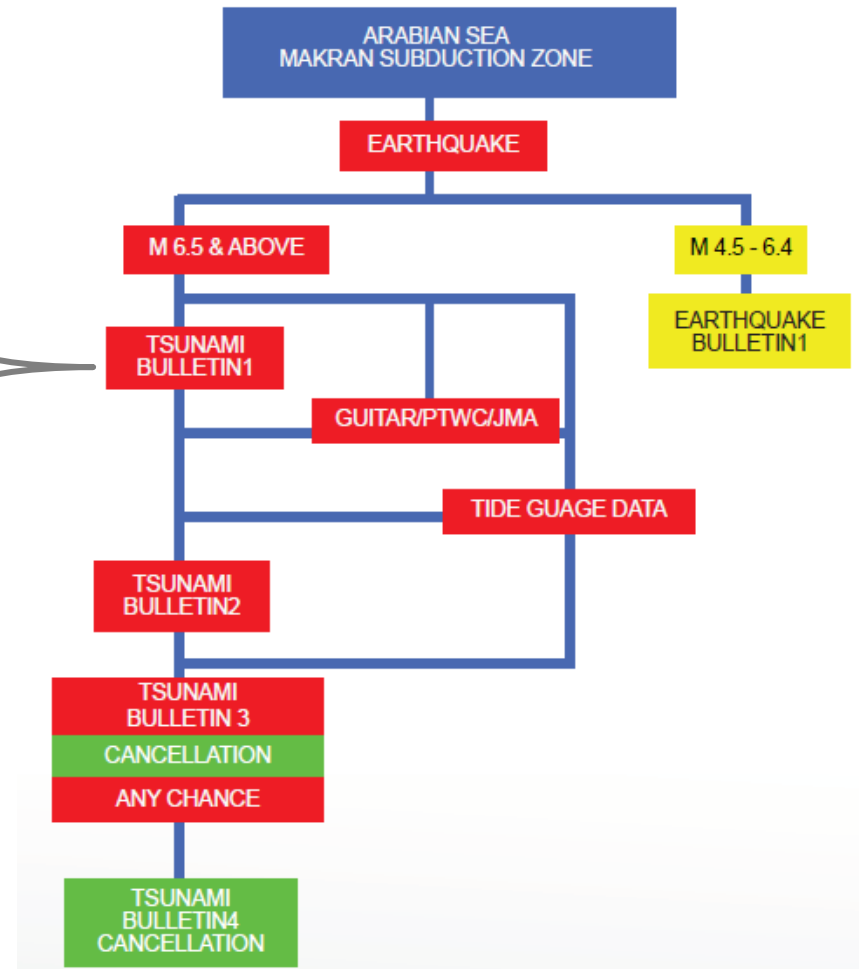 ARABIAN SEA
MAKRAN SUBDUCTION ZONE
EARTHQUAKE
M 6.5 & ABOVE
M 4.5 - 6.4
TSUNAMI
BULLETIN1
EARTHQUAKE
BULLETIN1
GUITAR/PTWC/JMA
TIDE GUAGE DATA
TSUNAMI
BULLETIN2
TSUNAMI
BULLETIN 3
CANCELLATION
ANY CHANCE
TSUNAMI
BULLETIN4
CANCELLATION